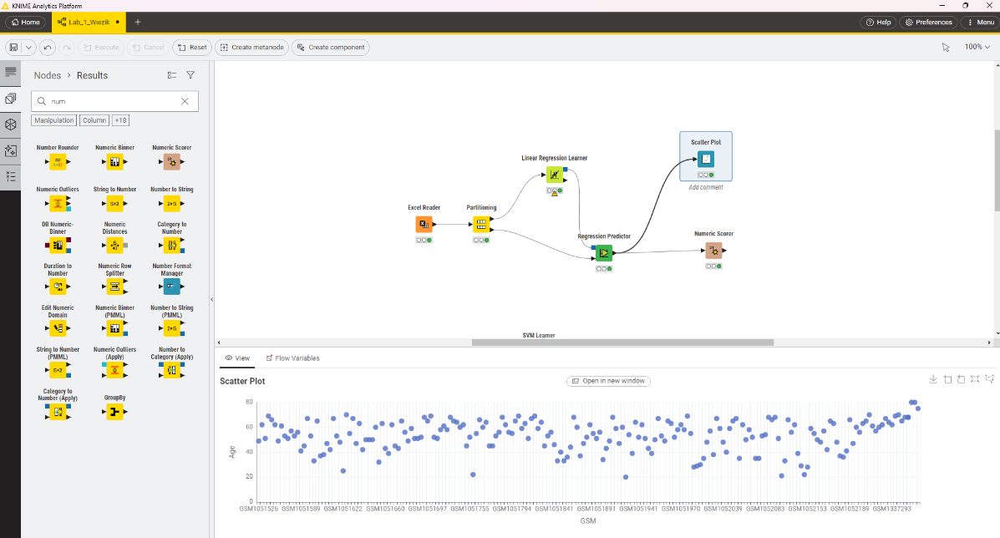 KNIME Analytics Platform
Home
Lab_1_Wiezik
Help
Preferences
Menu
Execute
Cancel
Reset
Create metanode
Create component
100%
Nodes > Results
num
Manipulation
Column
+18
Number Rounder
Numeric Binner
Numeric Scorer
Numeric Outliers
String to Number
Number to String
DB Numeric-
Binner
Numeric
Distances
Category to
Number
Duration to
Number
Numeric Row
Splitter
Number Format
Manager
Edit Numeric
Domain
Numeric Binner
(PMML)
Number to String
(PMML)
String to Number
(PMML)
Numeric Outliers
(Apply)
Number to
Category (Apply)
Category to
Number (Apply)
GroupBy
Scatter Plot
Add comment
Linear Regression Learner
Excel Reader
Partitioning
Regression Predictor
Numeric Scorer
SVM Learner
View
Flow Variables
Scatter Plot
Open in new window
80
60
40
20
0
Age
GSM1051526 GSM1051589 GSM1051622 GSM1051660 GSM1051697 GSM1051755 GSM1051794 GSM1051841 GSM1051891 GSM1051941 GSM1051970 GSM1052039 GSM1052083 GSM1052153 GSM1052189 GSM1337293
GSM